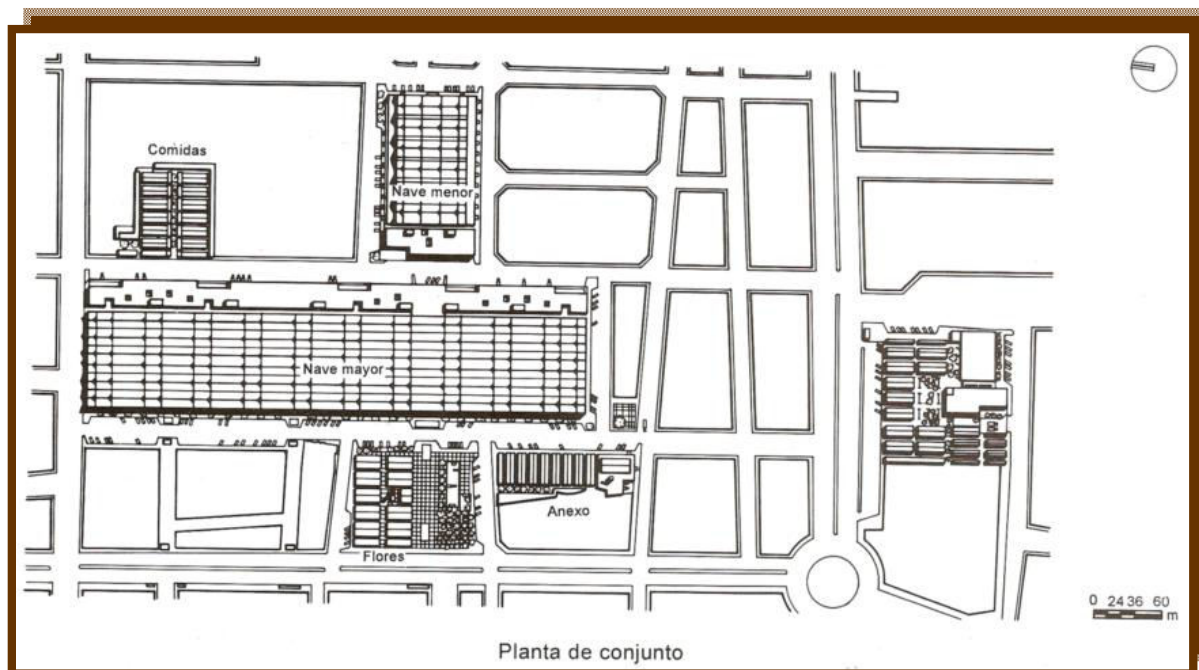 Comidas
Nave menor
Nave mayor
Flores
Anexo
0 24 36 60
m
Planta de conjunto